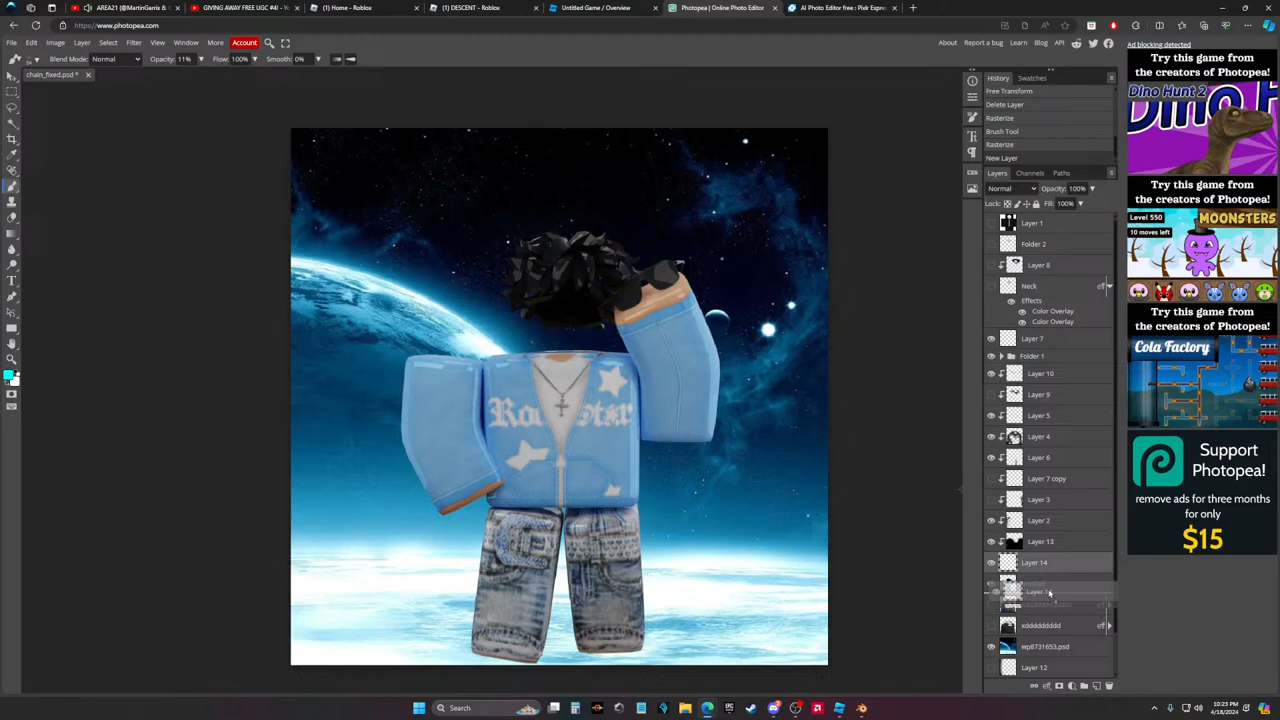 AREA21 (@MartinGarrix &
GIVING AWAY FREE UGC #4! -
(1) Home - Roblox
(1) DESCENT - Roblox
Untitled Game / Overview
Photopea | Online Photo Editor
AI Photo Editor free : Pixlr Expre
https://www.photopea.com
File Edit Image Layer Select Filter View Window More Account
About Report a bug Learn Blog API
Blend Mode: Normal Opacity: 11% Flow: 100% Smooth: 0%
chain_fixed.psd *
History Swatches
Free Transform
Delete Layer
Rasterize
Brush Tool
Rasterize
New Layer
Layers Channels Paths
Normal Opacity: 100%
Lock: Fill: 100%
Layer 1
Folder 2
Layer 8
Neck eff
Effects
Color Overlay
Color Overlay
Layer 7
Folder 1
Layer 10
Layer 9
Layer 5
Layer 4
Layer 6
Layer 7 copy
Layer 3
Layer 2
Layer 13
Layer 14
xddddddddd eff
wp8731653.psd
Layer 12
Ad blocking detected
Try this game from
the creators of Photopea!
Dino Hunt 2
Try this game from
the creators of Photopea!
Level 550
10 moves left
MOONSTERS
Try this game from
the creators of Photopea!
Cola Factory
Support
Photopea!
remove ads for three months
for only
$15
Search
10:23 PM
4/18/2024